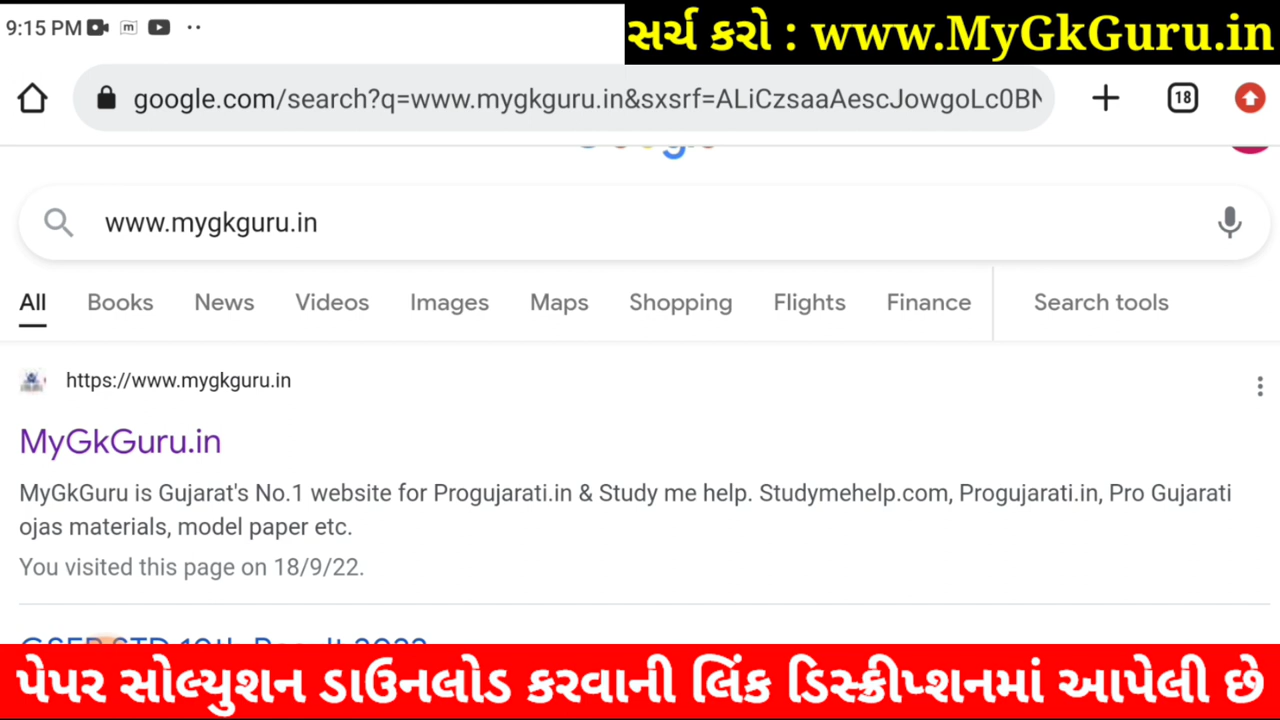 9:15 PM
સર્ચ કરો : www.MyGkGuru.in
google.com/search?q=www.mygkguru.in&sxsrf=ALiCzsaaAescJowgoLc0BN
18
www.mygkguru.in
All Books News Videos Images Maps Shopping Flights Finance Search tools
https://www.mygkguru.in
MyGkGuru.in
MyGkGuru is Gujarat's No.1 website for Progujarati.in & Study me help. Studymehelp.com, Progujarati.in, Pro Gujarati
ojas materials, model paper etc.
You visited this page on 18/9/22.
પેપર સોલ્યુશન ડાઉનલોડ કરવાની લિંક ડિસ્ક્રીપ્શનમાં આપેલી છે